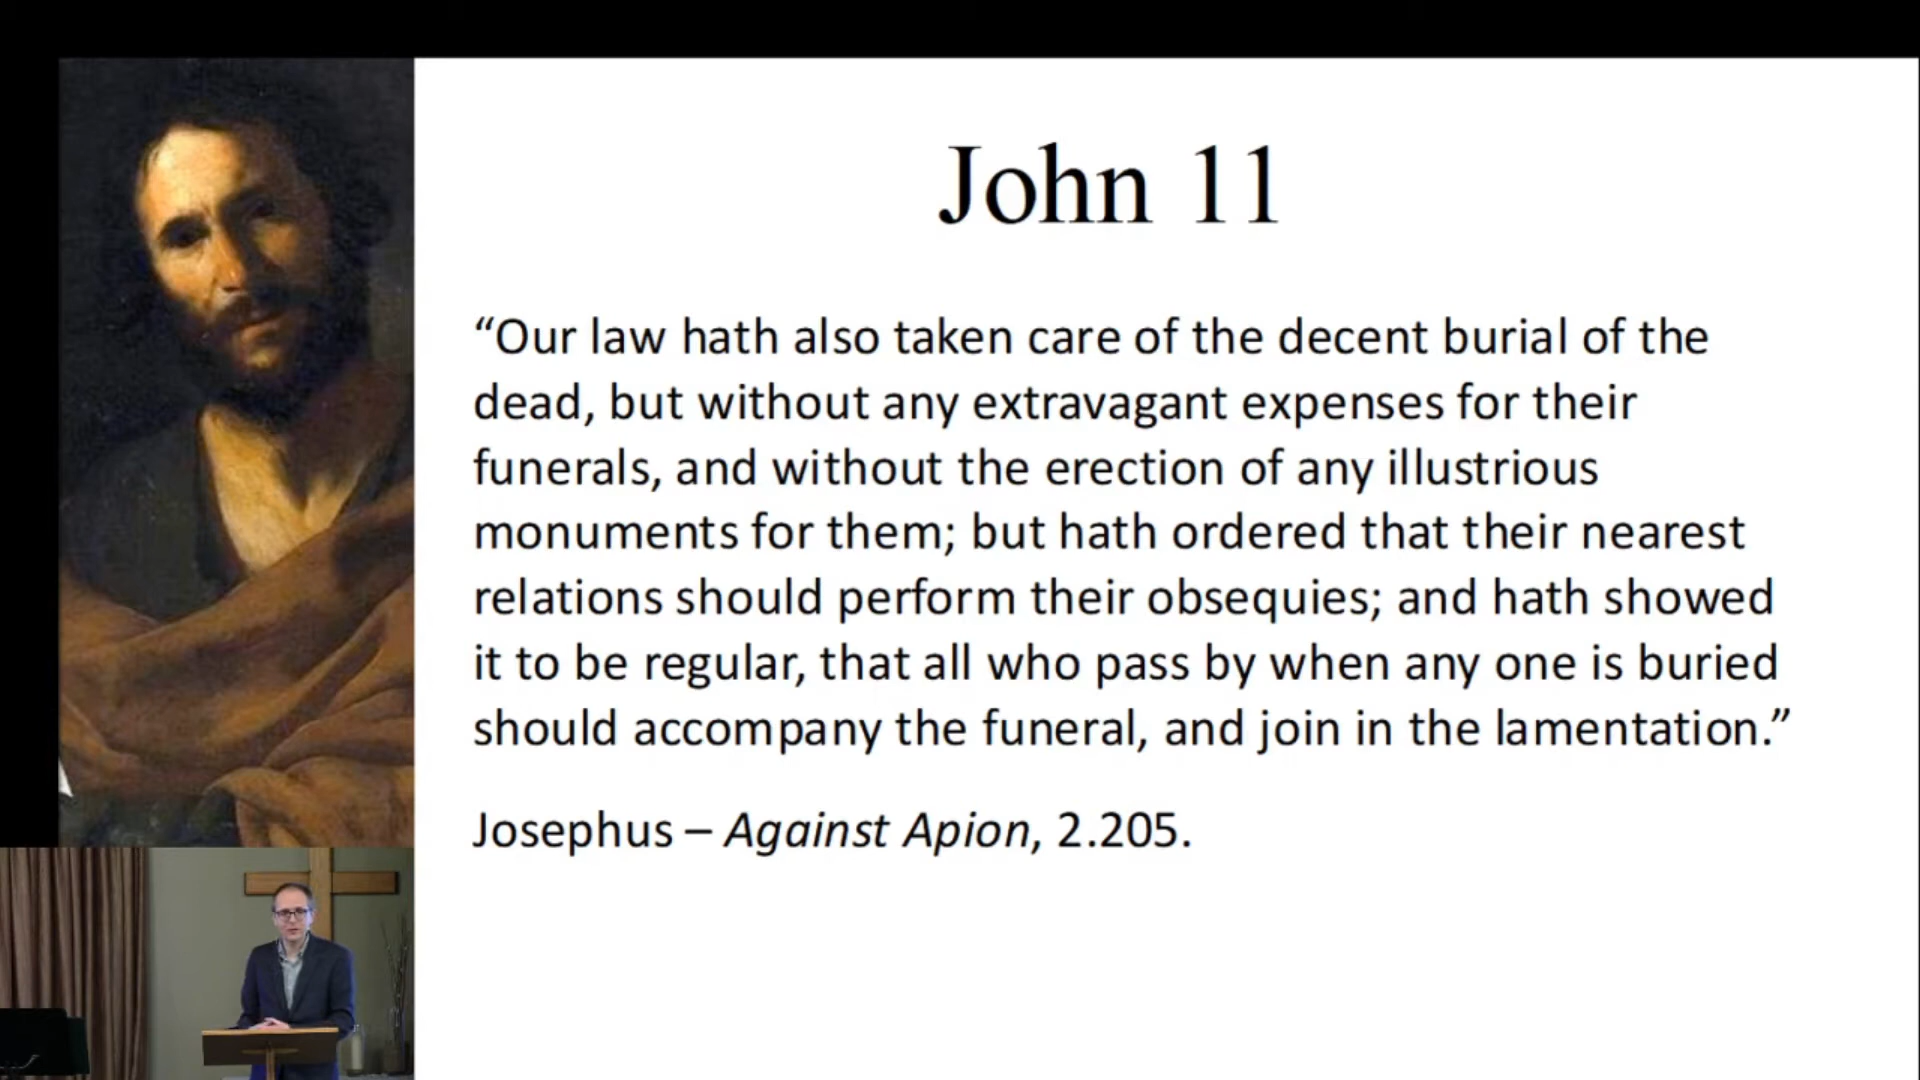 John 11
“Our law hath also taken care of the decent burial of the
dead, but without any extravagant expenses for their
funerals, and without the erection of any illustrious
monuments for them; but hath ordered that their nearest
relations should perform their obsequies; and hath showed
it to be regular, that all who pass by when any one is buried
should accompany the funeral, and join in the lamentation.”
Josephus – Against Apion, 2.205.